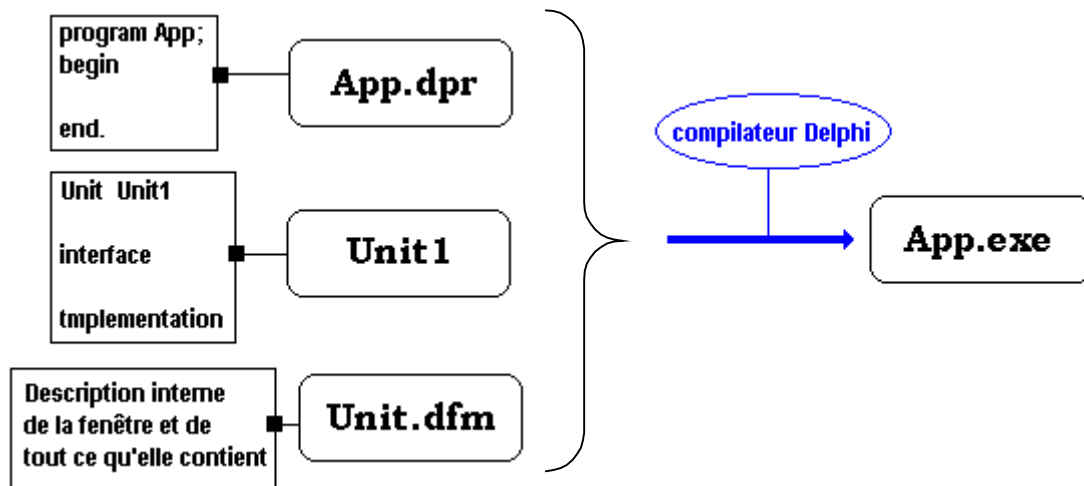 program App;
begin
end.
App.dpr
Unit Unit1
interface
tmplementation
Unit1
Description interne
de la fenêtre et de
tout ce qu'elle contient
Unit.dfm
compilateur Delphi
App.exe